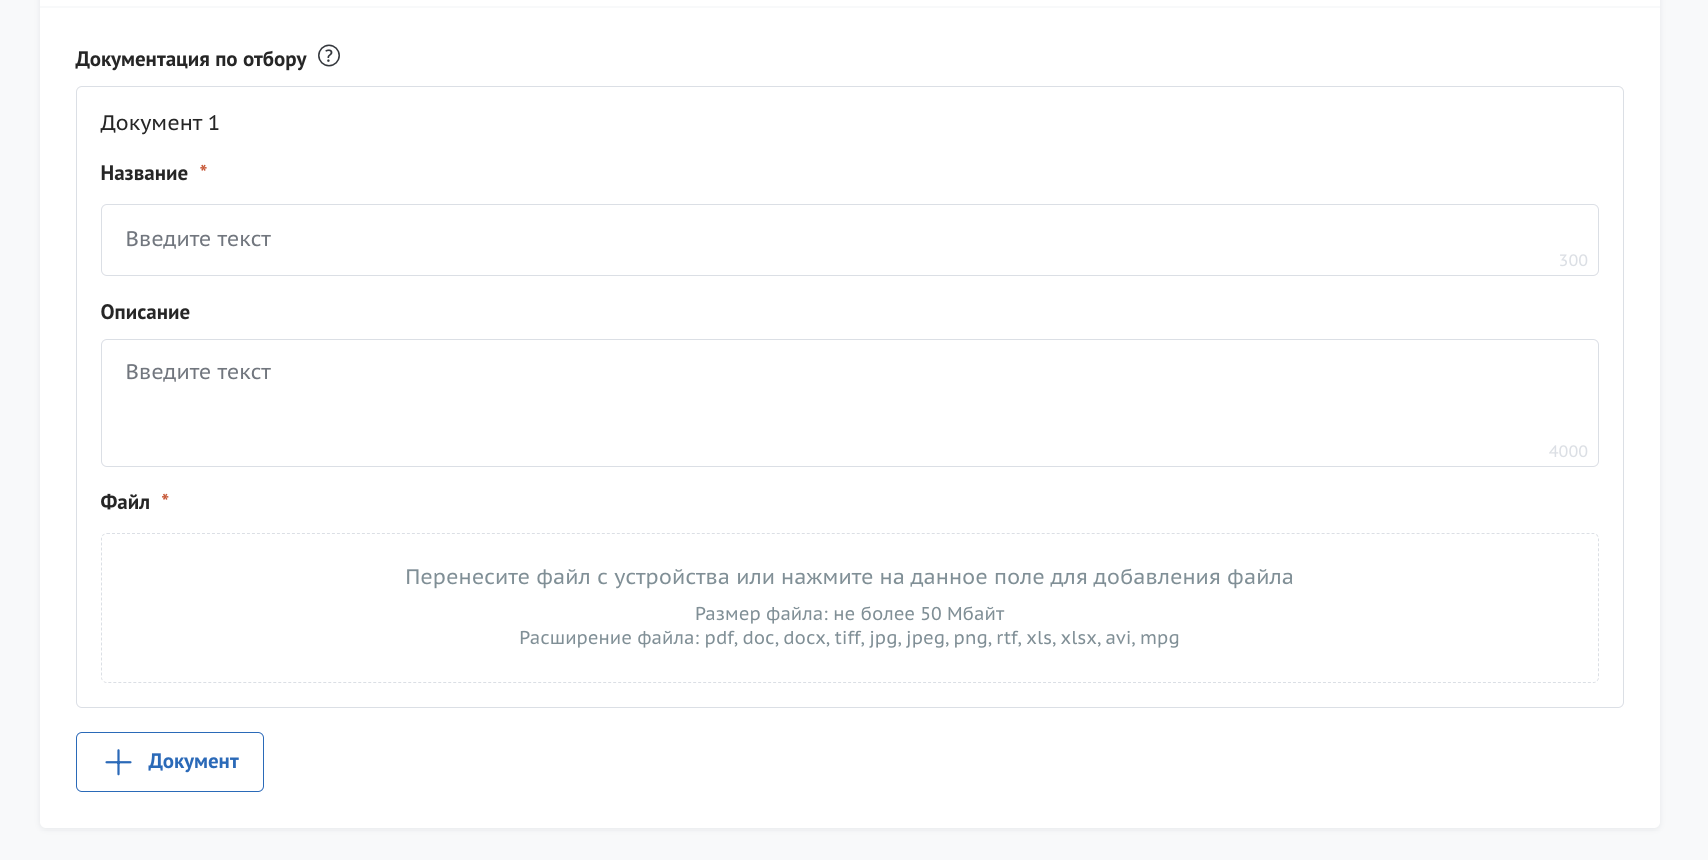 Документация по отбору ?
Документ 1
Название *
Введите текст
300
Описание
Введите текст
4000
Файл *
Перенесите файл с устройства или нажмите на данное поле для добавления файла
Размер файла: не более 50 Мбайт
Расширение файла: pdf, doc, docx, tiff, jpg, jpeg, png, rtf, xls, xlsx, avi, mpg
Документ